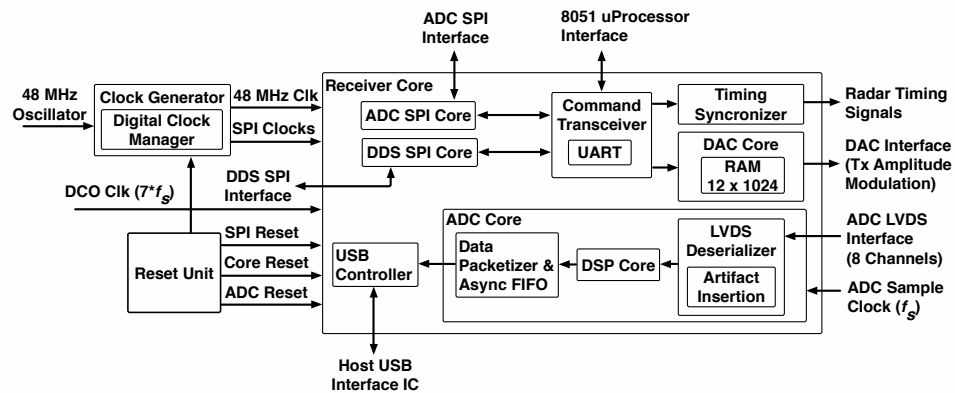 ADC SPI
Interface
8051 uProcessor
Interface
48 MHz
Oscillator
Clock Generator
Digital Clock
Manager
48 MHz Clk
SPI Clocks
Receiver Core
ADC SPI Core
DDS SPI Core
Command
Transceiver
UART
Timing
Syncronizer
DAC Core
RAM
12 x 1024
Radar Timing
Signals
DAC Interface
(Tx Amplitude
Modulation)
DDS SPI
Interface
DCO Clk (7*fs)
Reset Unit
SPI Reset
Core Reset
ADC Reset
USB
Controller
ADC Core
Data
Packetizer &
Async FIFO
DSP Core
LVDS
Deserializer
Artifact
Insertion
ADC LVDS
Interface
(8 Channels)
ADC Sample
Clock (fs)
Host USB
Interface IC